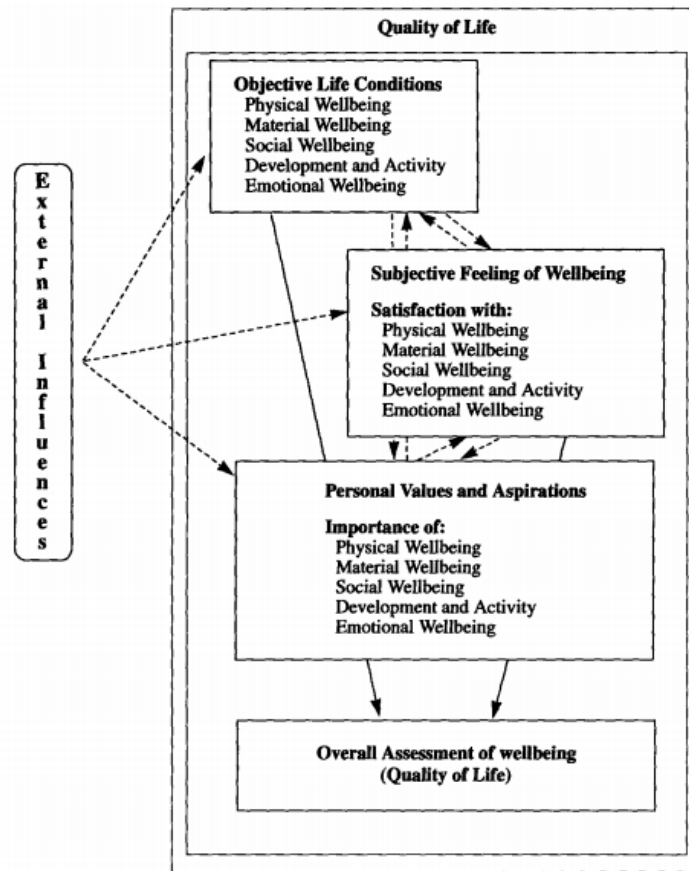 Quality of Life
Objective Life Conditions
Physical Wellbeing
Material Wellbeing
Social Wellbeing
Development and Activity
Emotional Wellbeing
External Influences
Subjective Feeling of Wellbeing
Satisfaction with:
Physical Wellbeing
Material Wellbeing
Social Wellbeing
Development and Activity
Emotional Wellbeing
Personal Values and Aspirations
Importance of:
Physical Wellbeing
Material Wellbeing
Social Wellbeing
Development and Activity
Emotional Wellbeing
Overall Assessment of wellbeing
(Quality of Life)